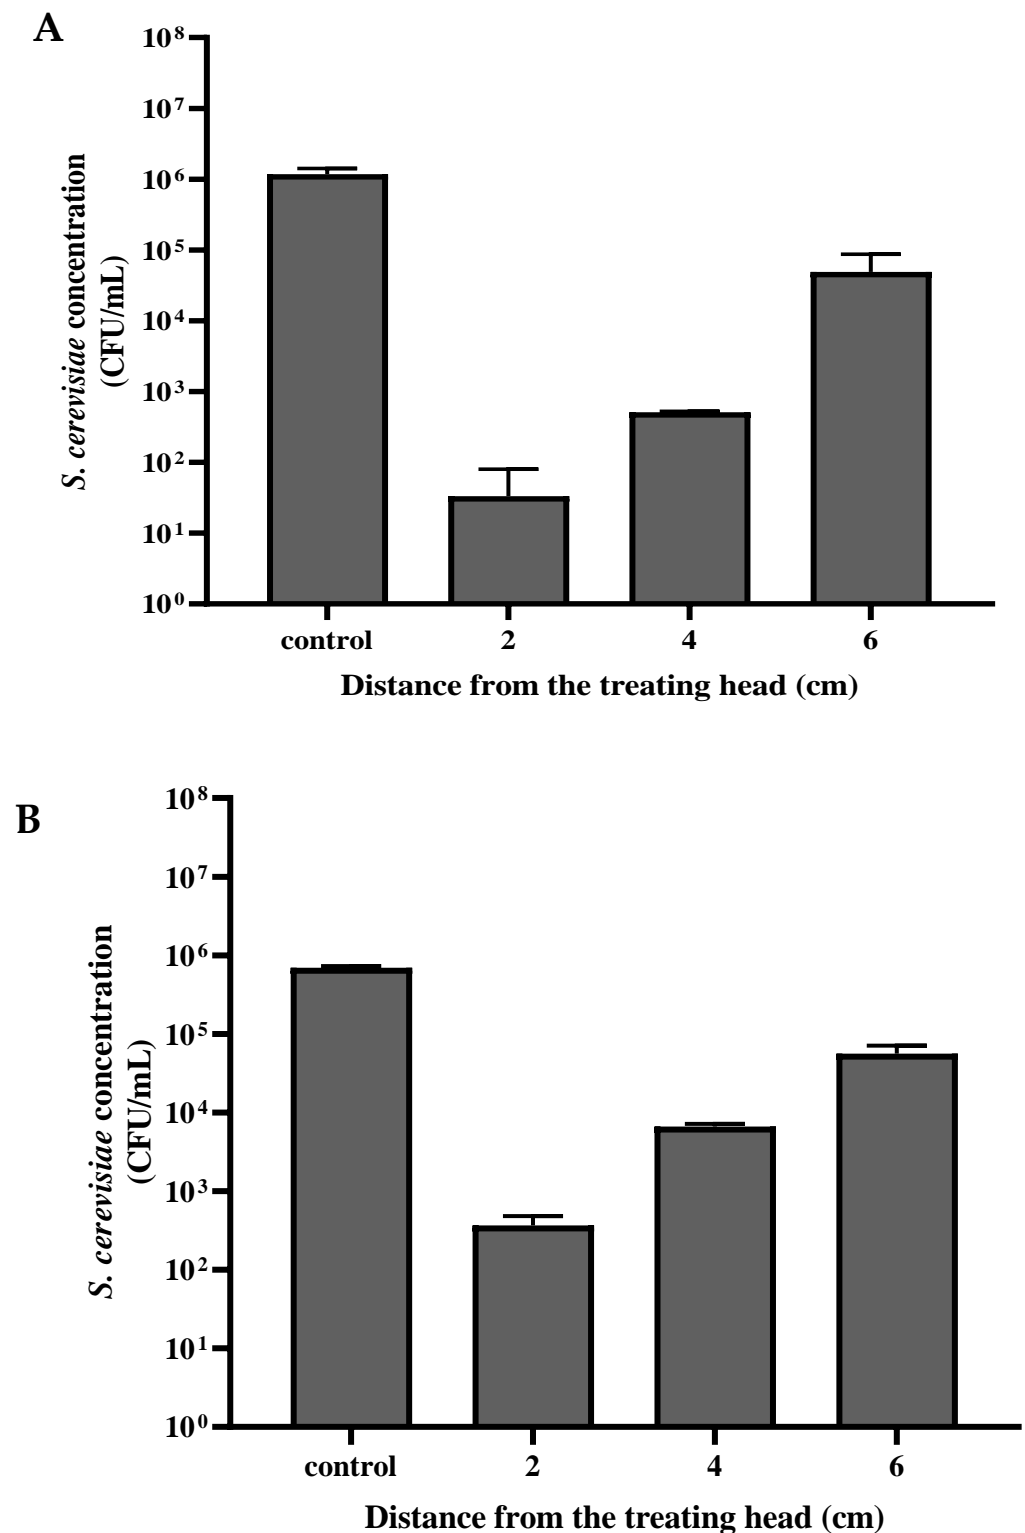 A
10⁸
10⁷
10⁶
10⁵
10⁴
10³
10²
10¹
10⁰
S. cerevisiae concentration
(CFU/mL)
control 2 4 6
Distance from the treating head (cm)
B
10⁸
10⁷
10⁶
10⁵
10⁴
10³
10²
10¹
10⁰
S. cerevisiae concentration
(CFU/mL)
control 2 4 6
Distance from the treating head (cm)